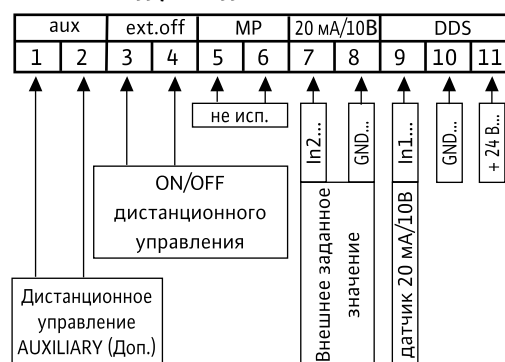 aux ext.off MP 20 мА/10В DDS
1 2 3 4 5 6 7 8 9 10 11
не исп.
In2...
GND...
In1...
GND...
+ 24 В...
ON/OFF
дистанционного
управления
Внешнее заданное
значение
датчик 20 мА/10В
Дистанционное
управление
AUXILIARY (Доп.)